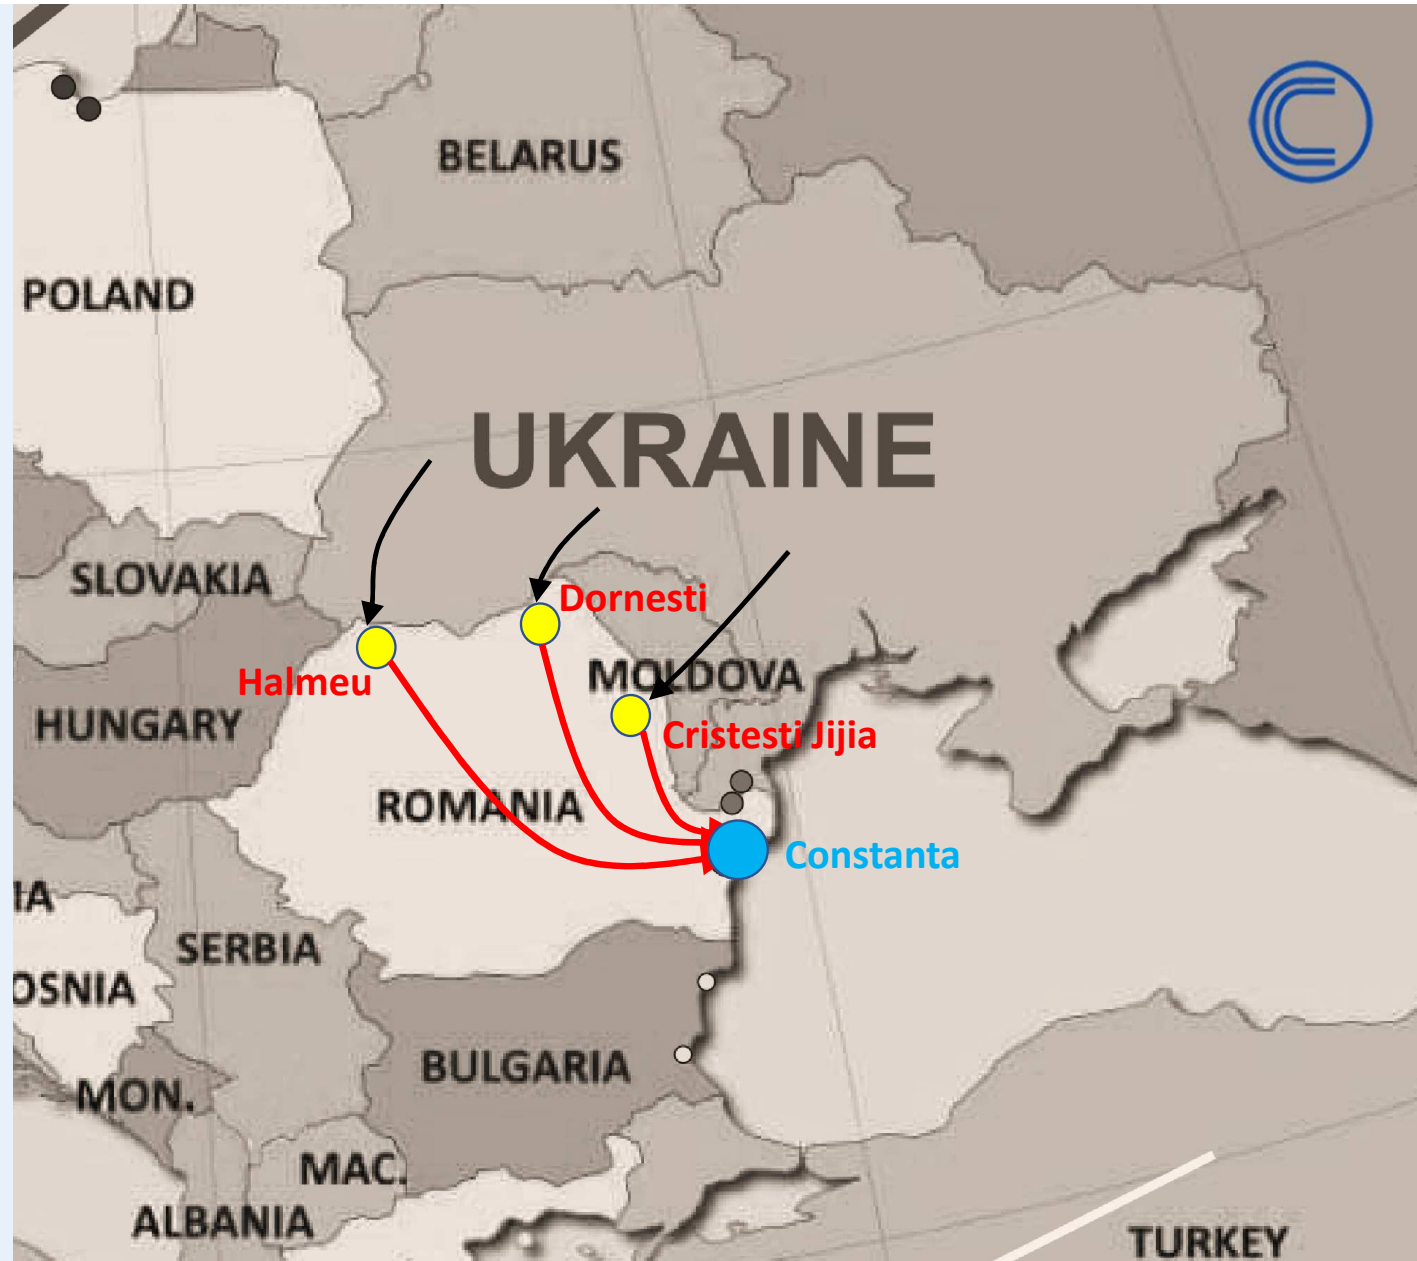 BELARUS
POLAND
UKRAINE
SLOVAKIA
Dornesti
Halmeu
MOLDOVA
HUNGARY
Cristesti Jijia
ROMANIA
Constanta
IA
SERBIA
OSNIA
BULGARIA
MON.
MAC.
ALBANIA
TURKEY